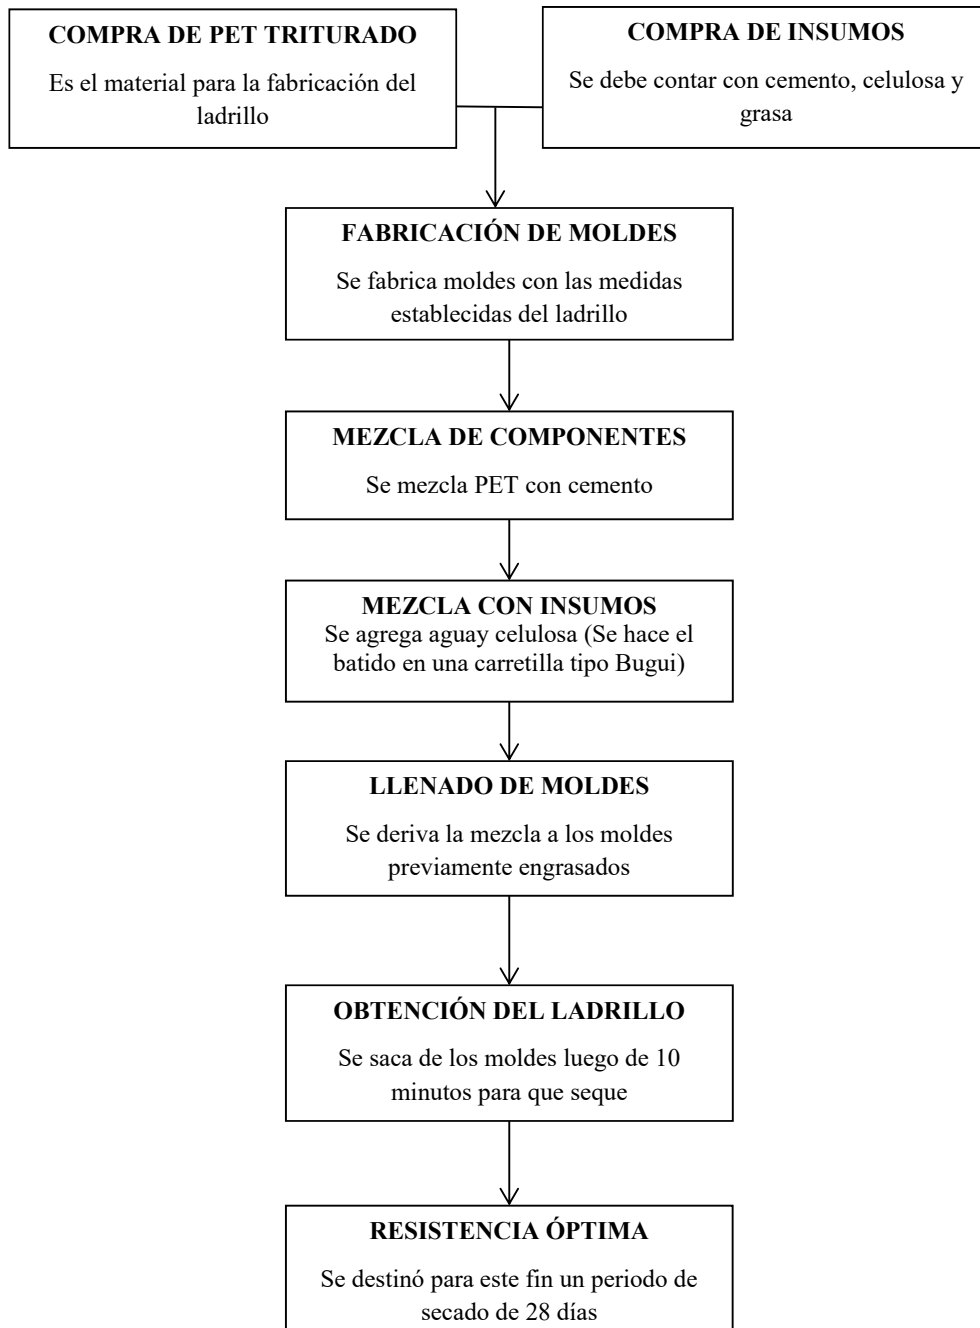 COMPRA DE PET TRITURADO
Es el material para la fabricación del
ladrillo
COMPRA DE INSUMOS
Se debe contar con cemento, celulosa y
grasa
FABRICACIÓN DE MOLDES
Se fabrica moldes con las medidas
establecidas del ladrillo
MEZCLA DE COMPONENTES
Se mezcla PET con cemento
MEZCLA CON INSUMOS
Se agrega aguay celulosa (Se hace el
batido en una carretilla tipo Bugui)
LLENADO DE MOLDES
Se deriva la mezcla a los moldes
previamente engrasados
OBTENCIÓN DEL LADRILLO
Se saca de los moldes luego de 10
minutos para que seque
RESISTENCIA ÓPTIMA
Se destinó para este fin un periodo de
secado de 28 días